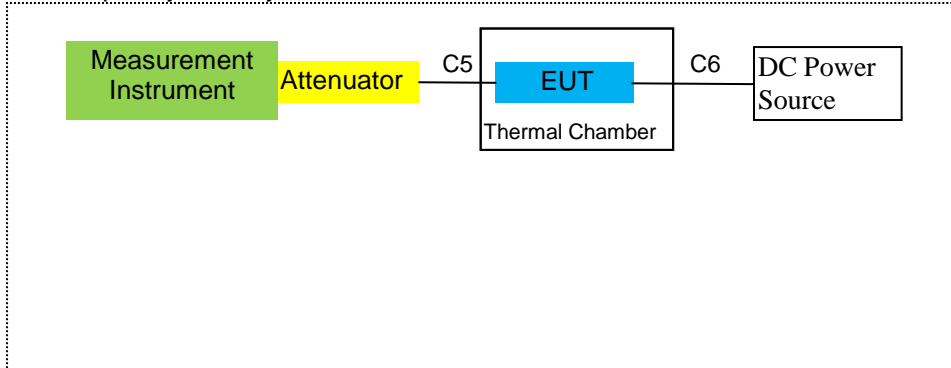 Measurement
Instrument
Attenuator
C5
EUT
Thermal Chamber
C6
DC Power
Source